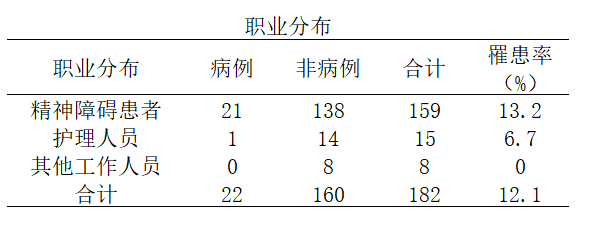 职业分布
职业分布 病例 非病例 合计 罹患率（%）
精神障碍患者 21 138 159 13.2
护理人员 1 14 15 6.7
其他工作人员 0 8 8 0
合计 22 160 182 12.1